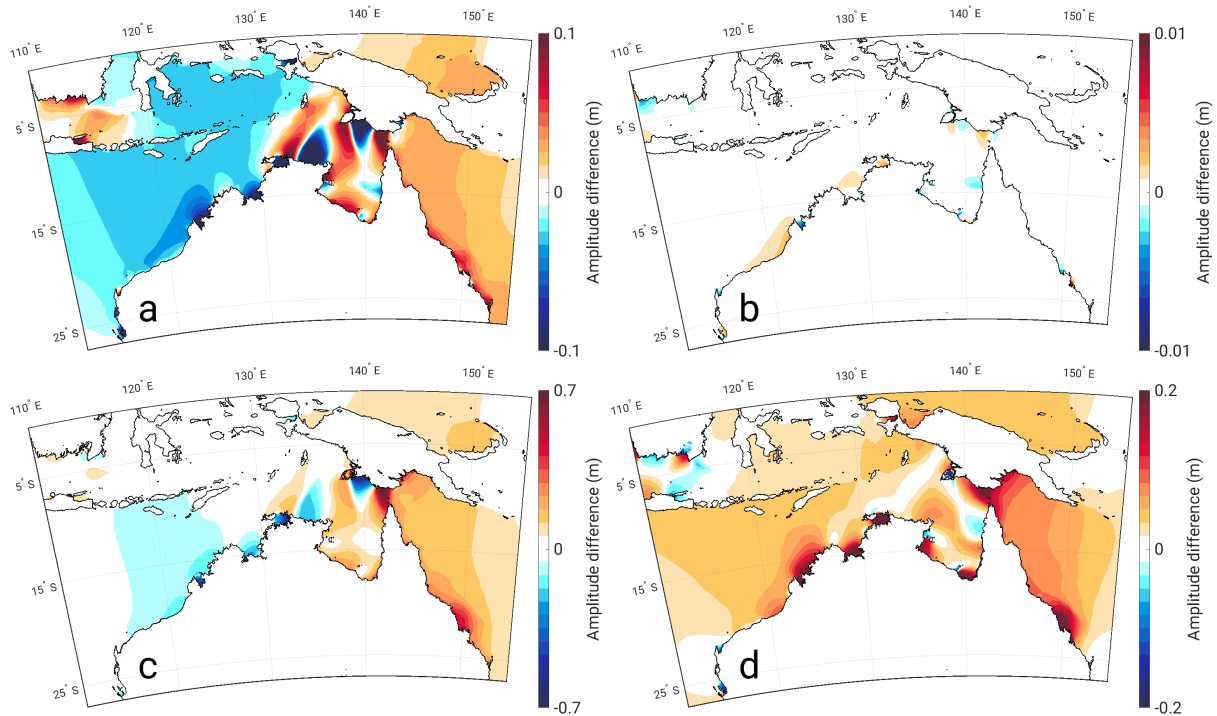 110° E
120° E
130° E
140° E
150° E
5° S
15° S
25° S
a
0.1
0
-0.1
Amplitude difference (m)
110° E
120° E
130° E
140° E
150° E
5° S
15° S
25° S
b
0.01
0
-0.01
Amplitude difference (m)
110° E
120° E
130° E
140° E
150° E
5° S
15° S
25° S
c
0.7
0
-0.7
Amplitude difference (m)
110° E
120° E
130° E
140° E
150° E
5° S
15° S
25° S
d
0.2
0
-0.2
Amplitude difference (m)